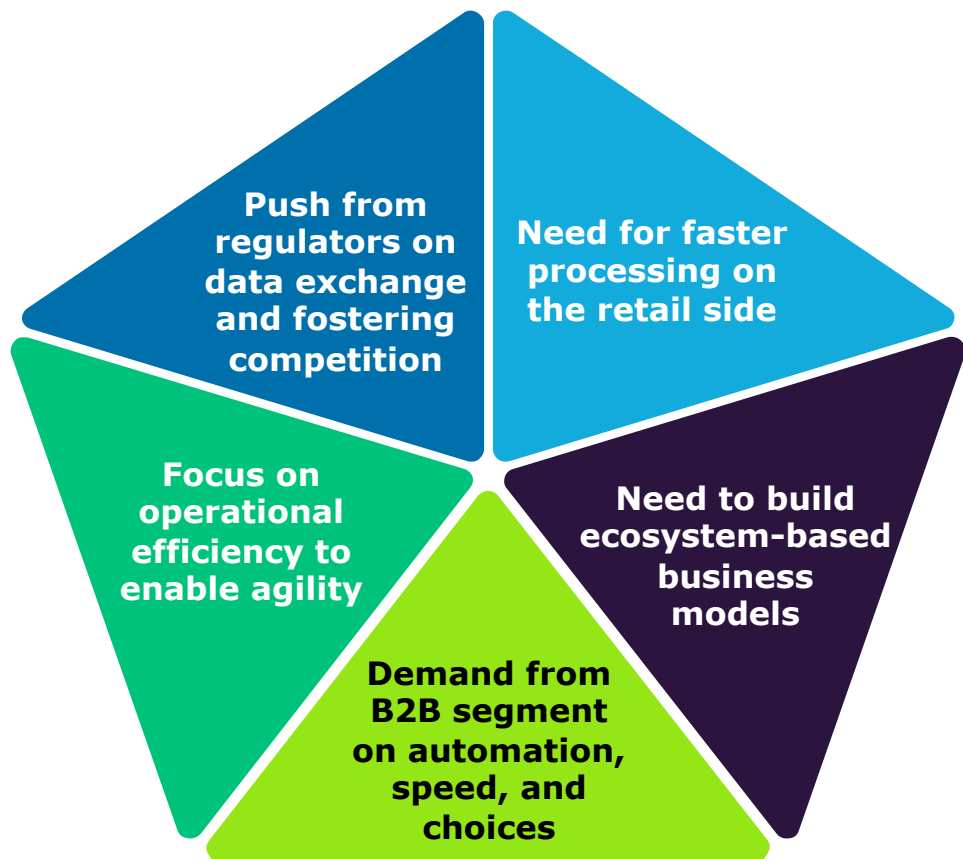 Push from
regulators on
data exchange
and fostering
competition
Need for faster
processing on
the retail side
Need to build
ecosystem-based
business
models
Demand from
B2B segment
on automation,
speed, and
choices
Focus on
operational
efficiency to
enable agility